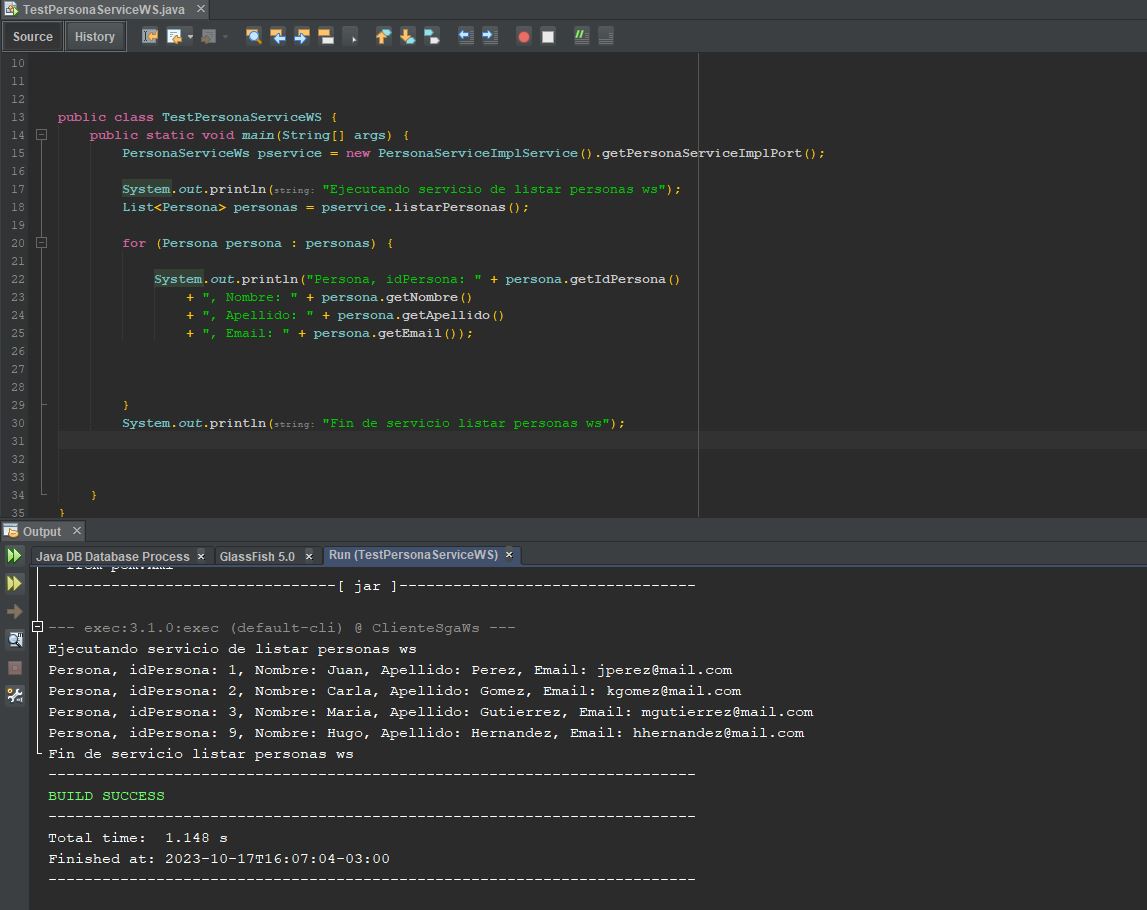 TestPersonaServiceWS.java ×
Source History
10
11
12
13 public class TestPersonaServiceWS {
14 public static void main(String[] args) {
15 PersonaServiceWs pservice = new PersonaServiceImplService().getPersonaServiceImplPort();
16
17 System.out.println(string: "Ejecutando servicio de listar personas ws");
18 List<Persona> personas = pservice.listarPersonas();
19
20 for (Persona persona : personas) {
21
22 System.out.println("Persona, idPersona: " + persona.getIdPersona()
23 + ", Nombre: " + persona.getNombre()
24 + ", Apellido: " + persona.getApellido()
25 + ", Email: " + persona.getEmail());
26
27
28
29 }
30 System.out.println(string: "Fin de servicio listar personas ws");
31
32
33
34 }
35 }
Output ×
Java DB Database Process × GlassFish 5.0 × Run (TestPersonaServiceWS) ×
from pom.xml
--------------------------------[ jar ]---------------------------------
--- exec:3.1.0:exec (default-cli) @ ClienteSgaWs ---
Ejecutando servicio de listar personas ws
Persona, idPersona: 1, Nombre: Juan, Apellido: Perez, Email: jperez@mail.com
Persona, idPersona: 2, Nombre: Carla, Apellido: Gomez, Email: kgomez@mail.com
Persona, idPersona: 3, Nombre: Maria, Apellido: Gutierrez, Email: mgutierrez@mail.com
Persona, idPersona: 9, Nombre: Hugo, Apellido: Hernandez, Email: hhernandez@mail.com
Fin de servicio listar personas ws
------------------------------------------------------------------------
BUILD SUCCESS
------------------------------------------------------------------------
Total time:  1.148 s
Finished at: 2023-10-17T16:07:04-03:00
------------------------------------------------------------------------